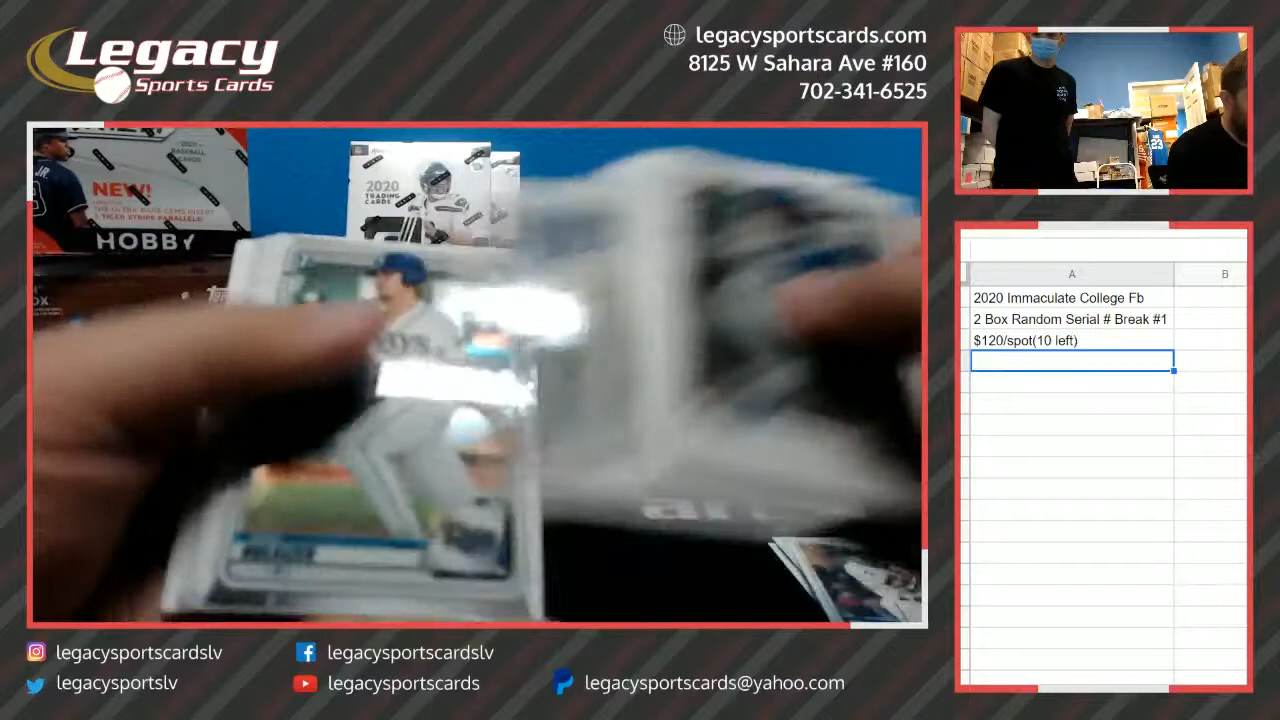 Legacy
Sports Cards
legacysportscards.com
8125 W Sahara Ave #160
702-341-6525
JR.
NEW!
HOBBY
2020
TRADING
CARDS
A
B
2020 Immaculate College Fb
2 Box Random Serial # Break #1
$120/spot(10 left)
legacysportscardslv
legacysportscardslv
legacysportslv
legacysportscards
legacysportscards@yahoo.com